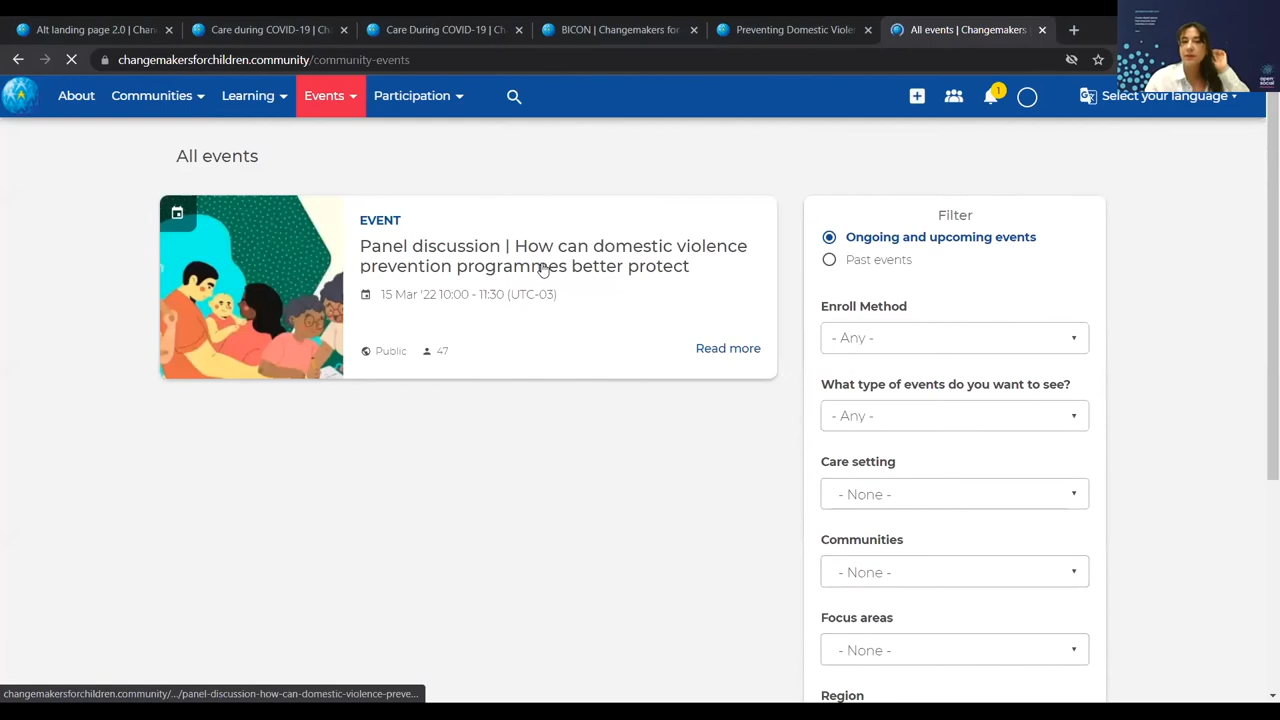 Alt landing page 2.0 | Chan
Care during COVID-19 | Ch
Care During COVID-19 | Ch
BICON | Changemakers for
Preventing Domestic Violen
All events | Changemakers
changemakersforchildren.community/community-events
About
Communities
Learning
Events
Participation
1
Select your language
open
social
All events
EVENT
Panel discussion | How can domestic violence
prevention programmes better protect
15 Mar '22 10:00 - 11:30 (UTC-03)
Public
47
Read more
Filter
Ongoing and upcoming events
Past events
Enroll Method
- Any -
What type of events do you want to see?
- Any -
Care setting
- None -
Communities
- None -
Focus areas
- None -
Region
changemakersforchildren.community/.../panel-discussion-how-can-domestic-violence-preve...